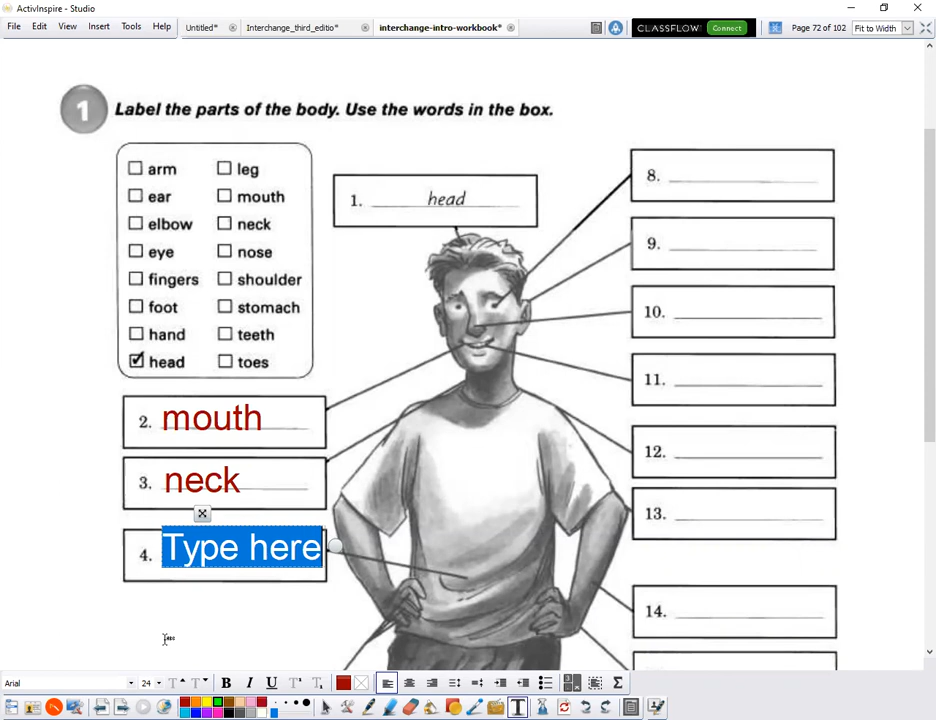 ActivInspire - Studio
File Edit View Insert Tools Help
Untitled* Interchange_third_editio* interchange-intro-workbook*
CLASSFLOW Connect Page 72 of 102 Fit to Width
1 Label the parts of the body. Use the words in the box.
arm leg
ear mouth
elbow neck
eye nose
fingers shoulder
foot stomach
hand teeth
head toes
1. head
2. mouth
3. neck
4. Type here
8.
9.
10.
11.
12.
13.
14.
Arial 24 T T B I U T T Σ
T